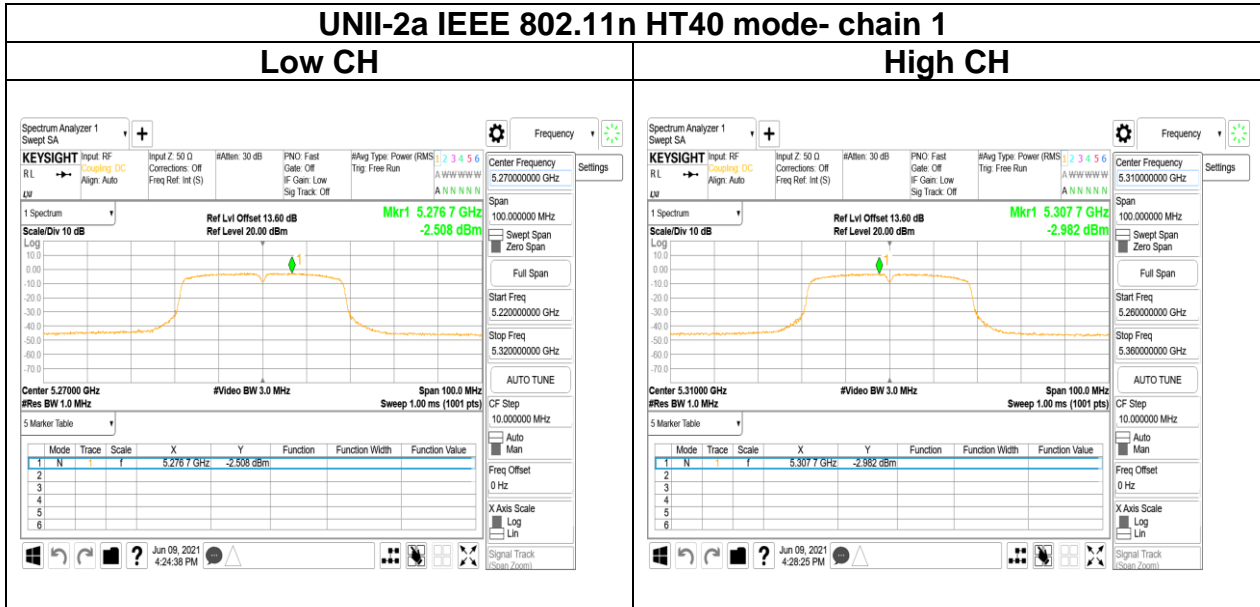 UNII-2a IEEE 802.11n HT40 mode- chain 1
Low CH
Spectrum Analyzer 1
Swept SA
Frequency
KEYSIGHT
Input: RF
Coupling: DC
Align: Auto
Input Z: 50 Ω
Corrections: Off
Freq Ref: Int (S)
#Atten: 30 dB
PNO: Fast
Gate: Off
IF Gain: Low
Sig Track: Off
#Avg Type: Power (RMS
Trig: Free Run
1 2 3 4 5 6
A W W W W W
A N N N N N
RL
LXI
Center Frequency
5.270000000 GHz
Settings
Span
100.000000 MHz
Swept Span
Zero Span
Full Span
Start Freq
5.220000000 GHz
Stop Freq
5.320000000 GHz
AUTO TUNE
CF Step
10.000000 MHz
Auto
Man
Freq Offset
0 Hz
X Axis Scale
Log
Lin
Signal Track
(Span Zoom)
1 Spectrum
Scale/Div 10 dB
Ref Lvl Offset 13.60 dB
Ref Level 20.00 dBm
Mkr1 5.276 7 GHz
-2.508 dBm
Log
10.0
0.00
-10.0
-20.0
-30.0
-40.0
-50.0
-60.0
-70.0
1
Center 5.27000 GHz
#Video BW 3.0 MHz
Span 100.0 MHz
#Res BW 1.0 MHz
Sweep 1.00 ms (1001 pts)
5 Marker Table
Mode Trace Scale X Y Function Function Width Function Value
1 N 1 f 5.276 7 GHz -2.508 dBm
2
3
4
5
6
Jun 09, 2021
4:24:38 PM
High CH
Spectrum Analyzer 1
Swept SA
Frequency
KEYSIGHT
Input: RF
Coupling: DC
Align: Auto
Input Z: 50 Ω
Corrections: Off
Freq Ref: Int (S)
#Atten: 30 dB
PNO: Fast
Gate: Off
IF Gain: Low
Sig Track: Off
#Avg Type: Power (RMS
Trig: Free Run
1 2 3 4 5 6
A W W W W W
A N N N N N
RL
LXI
Center Frequency
5.310000000 GHz
Settings
Span
100.000000 MHz
Swept Span
Zero Span
Full Span
Start Freq
5.260000000 GHz
Stop Freq
5.360000000 GHz
AUTO TUNE
CF Step
10.000000 MHz
Auto
Man
Freq Offset
0 Hz
X Axis Scale
Log
Lin
Signal Track
(Span Zoom)
1 Spectrum
Scale/Div 10 dB
Ref Lvl Offset 13.60 dB
Ref Level 20.00 dBm
Mkr1 5.307 7 GHz
-2.982 dBm
Log
10.0
0.00
-10.0
-20.0
-30.0
-40.0
-50.0
-60.0
-70.0
1
Center 5.31000 GHz
#Video BW 3.0 MHz
Span 100.0 MHz
#Res BW 1.0 MHz
Sweep 1.00 ms (1001 pts)
5 Marker Table
Mode Trace Scale X Y Function Function Width Function Value
1 N 1 f 5.307 7 GHz -2.982 dBm
2
3
4
5
6
Jun 09, 2021
4:28:25 PM